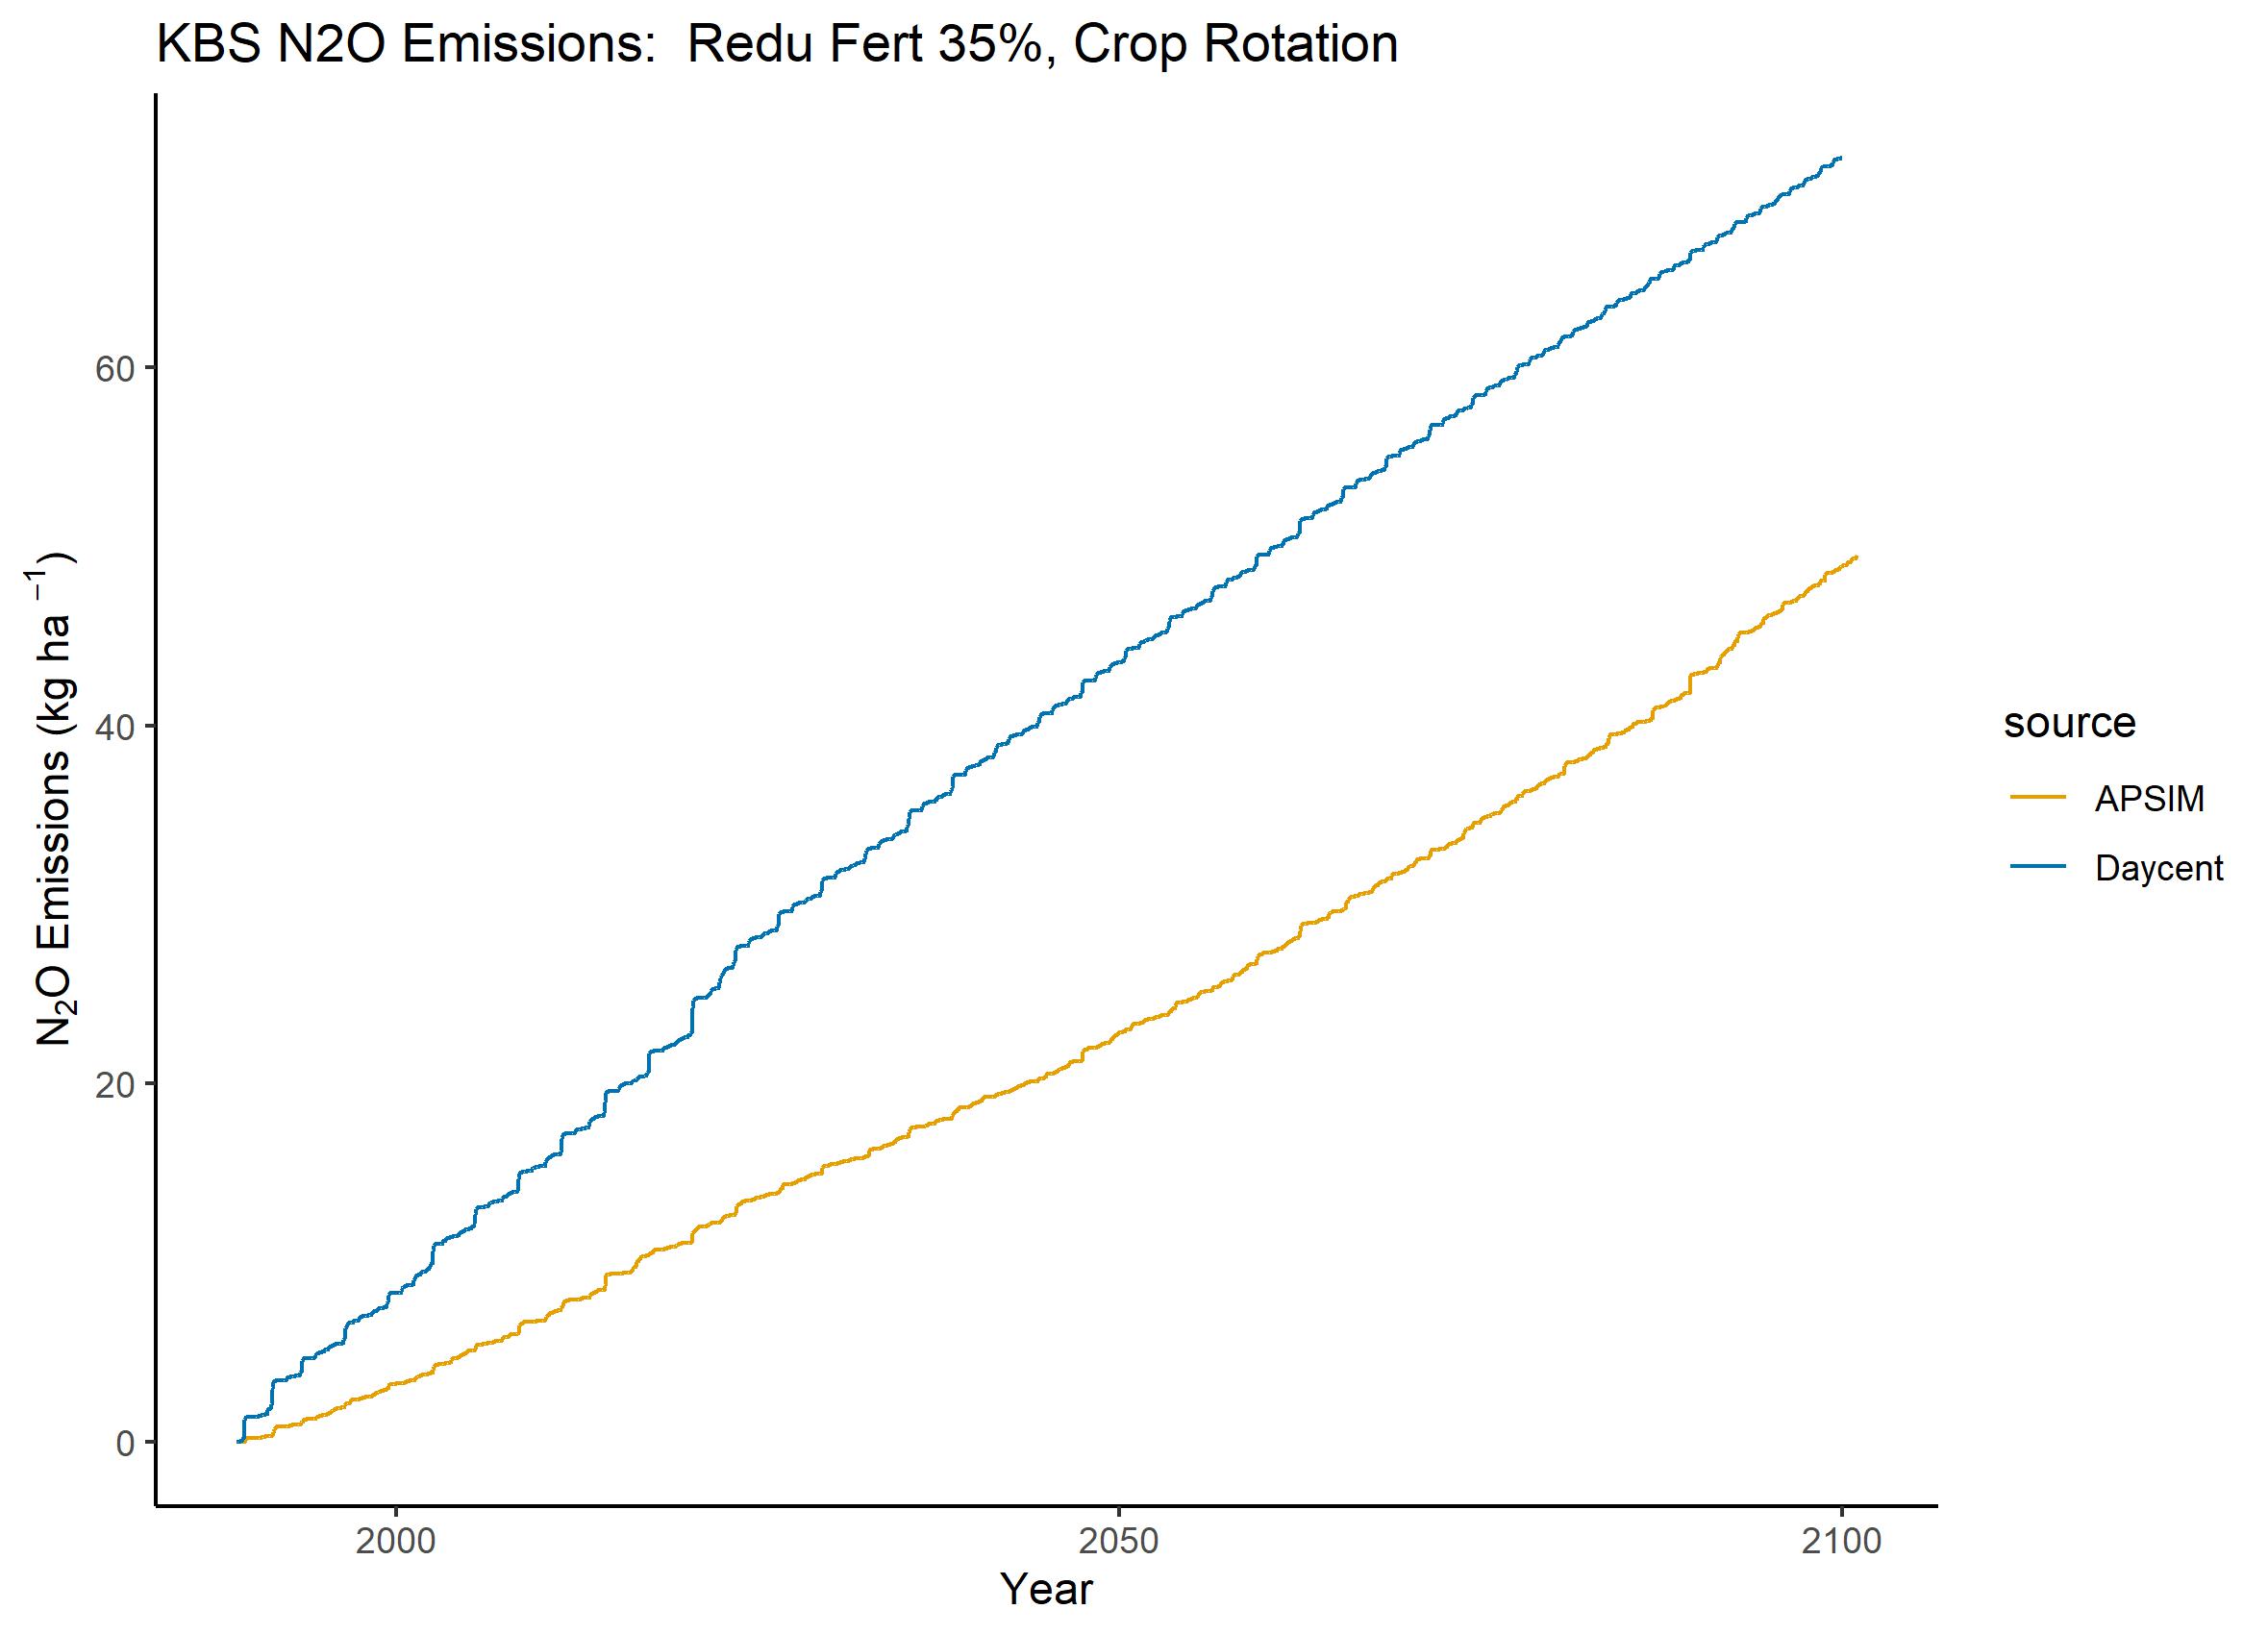 KBS N2O Emissions:  Redu Fert 35%, Crop Rotation
N₂O Emissions (kg ha ⁻¹)
60
40
20
0
2000
2050
2100
Year
source
APSIM
Daycent